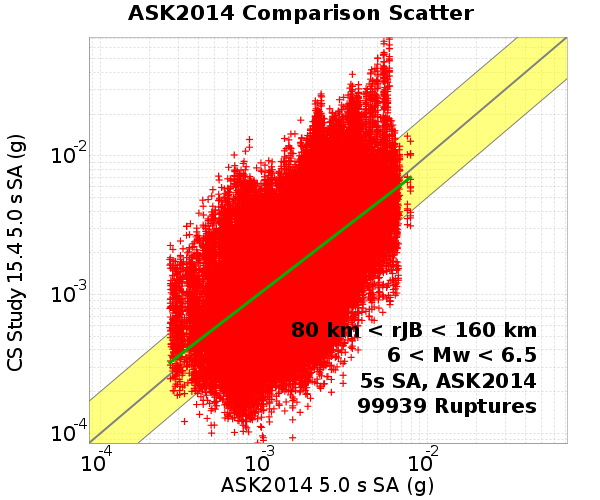 ASK2014 Comparison Scatter
CS Study 15.4 5.0 s SA (g)
10-2
10-3
10-4
80 km < rJB < 160 km
6 < Mw < 6.5
5s SA, ASK2014
99939 Ruptures
10-4 10-3 10-2
ASK2014 5.0 s SA (g)